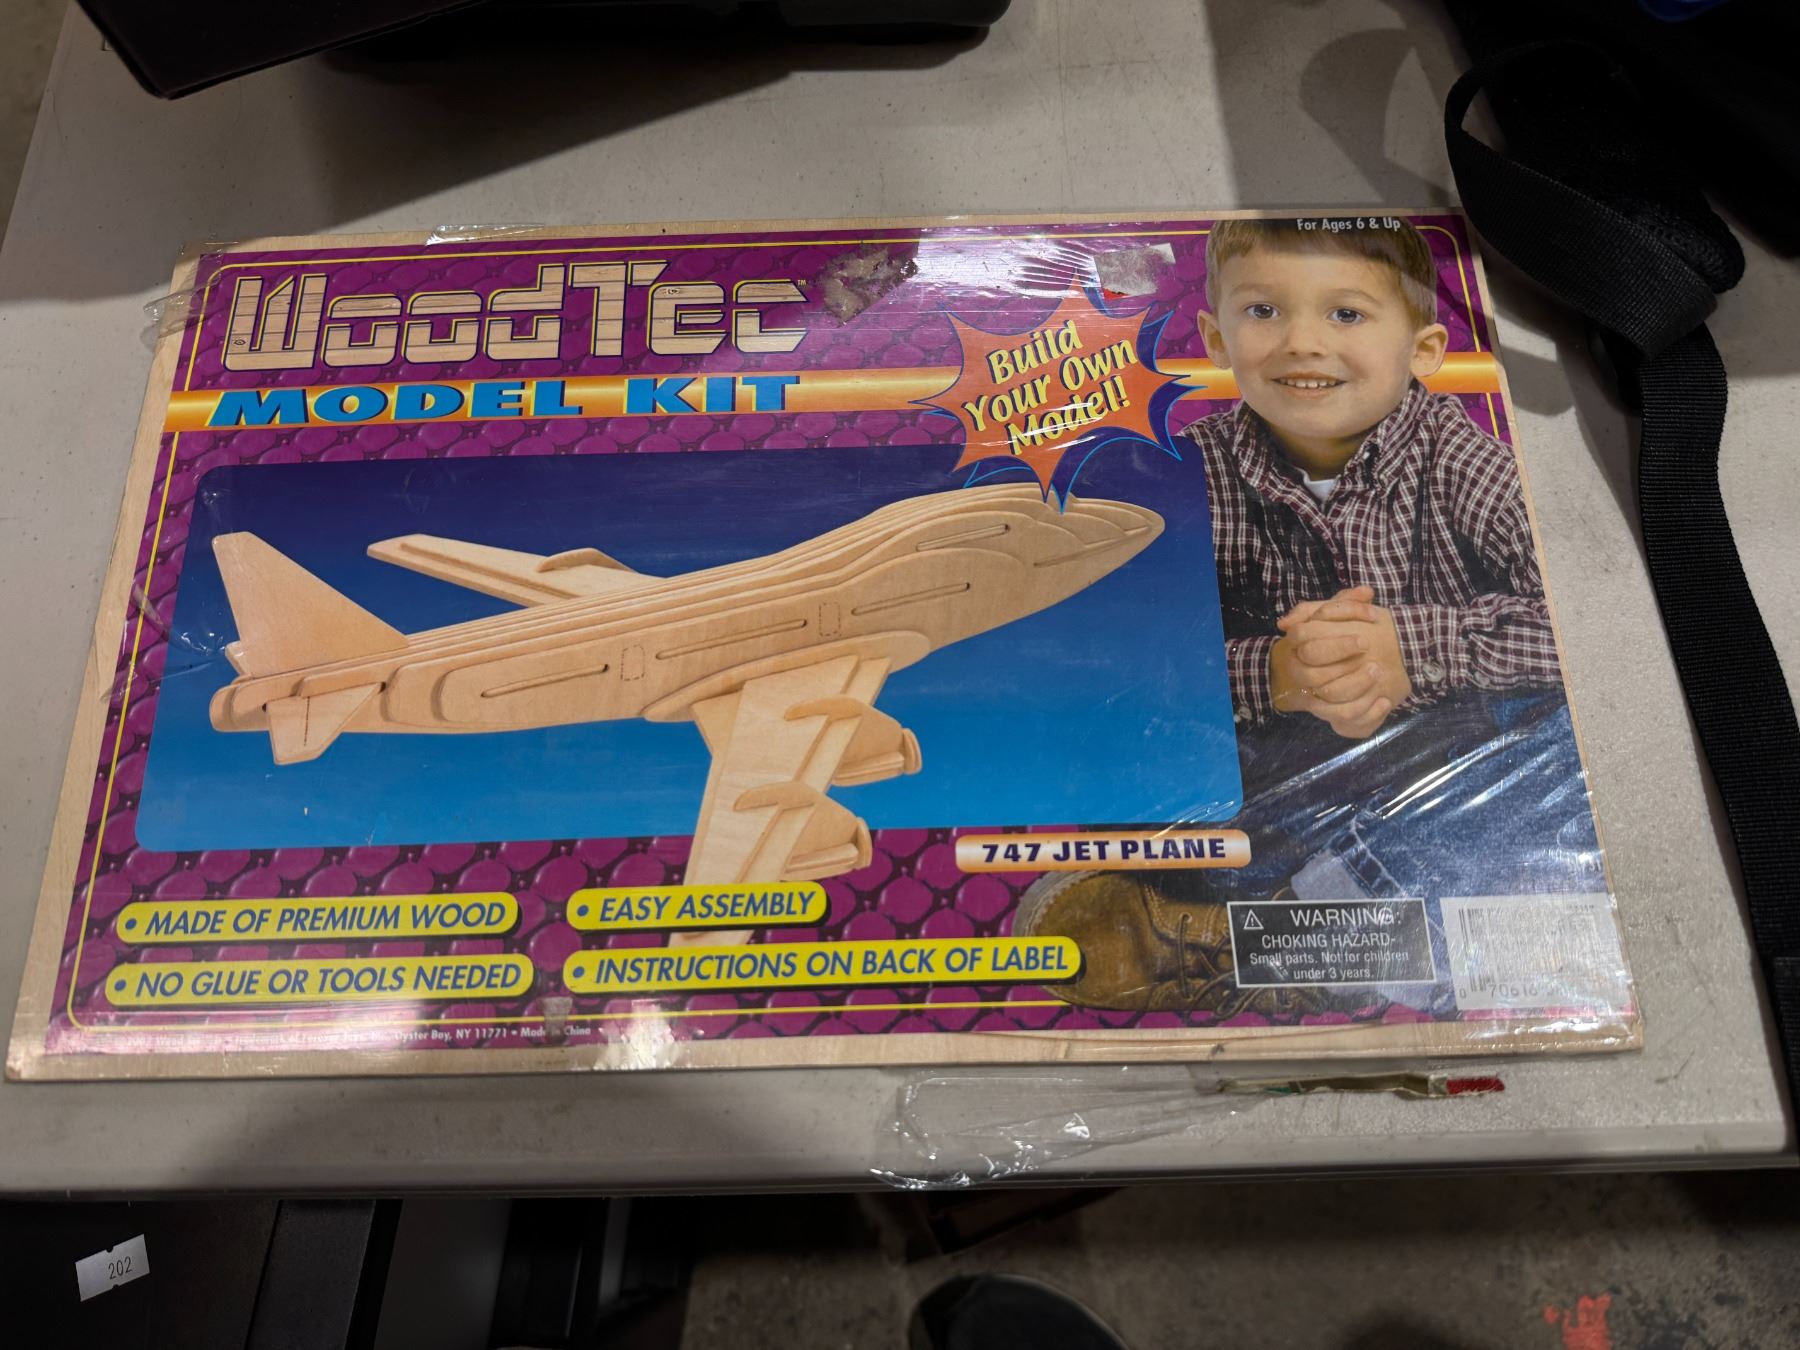 For Ages 6 & Up
WoodTec™
MODEL KIT
Build
Your Own
Model!
747 JET PLANE
• MADE OF PREMIUM WOOD
• EASY ASSEMBLY
• NO GLUE OR TOOLS NEEDED
• INSTRUCTIONS ON BACK OF LABEL
WARNING:
CHOKING HAZARD-
Small parts. Not for children
under 3 years.
Oyster Bay, NY 11771 • Made in China
202